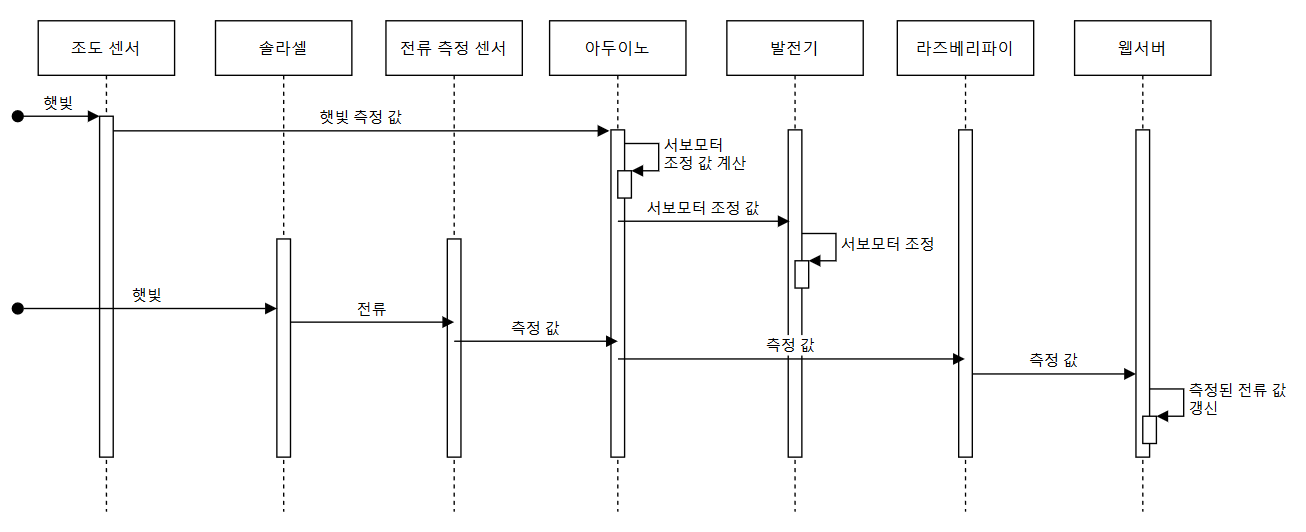 조도 센서
솔라셀
전류 측정 센서
아두이노
발전기
라즈베리파이
웹서버
햇빛
햇빛 측정 값
서보모터
조정 값 계산
서보모터 조정 값
서보모터 조정
햇빛
전류
측정 값
측정 값
측정 값
측정된 전류 값
갱신